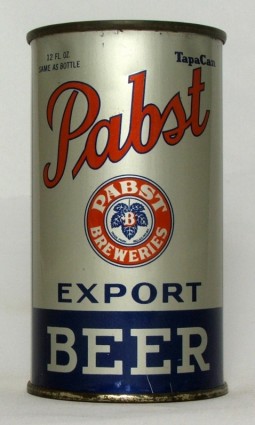 12 FL. OZ.
SAME AS BOTTLE
TapaCan
Pabst
PABST
B
BREWERIES
EXPORT
BEER